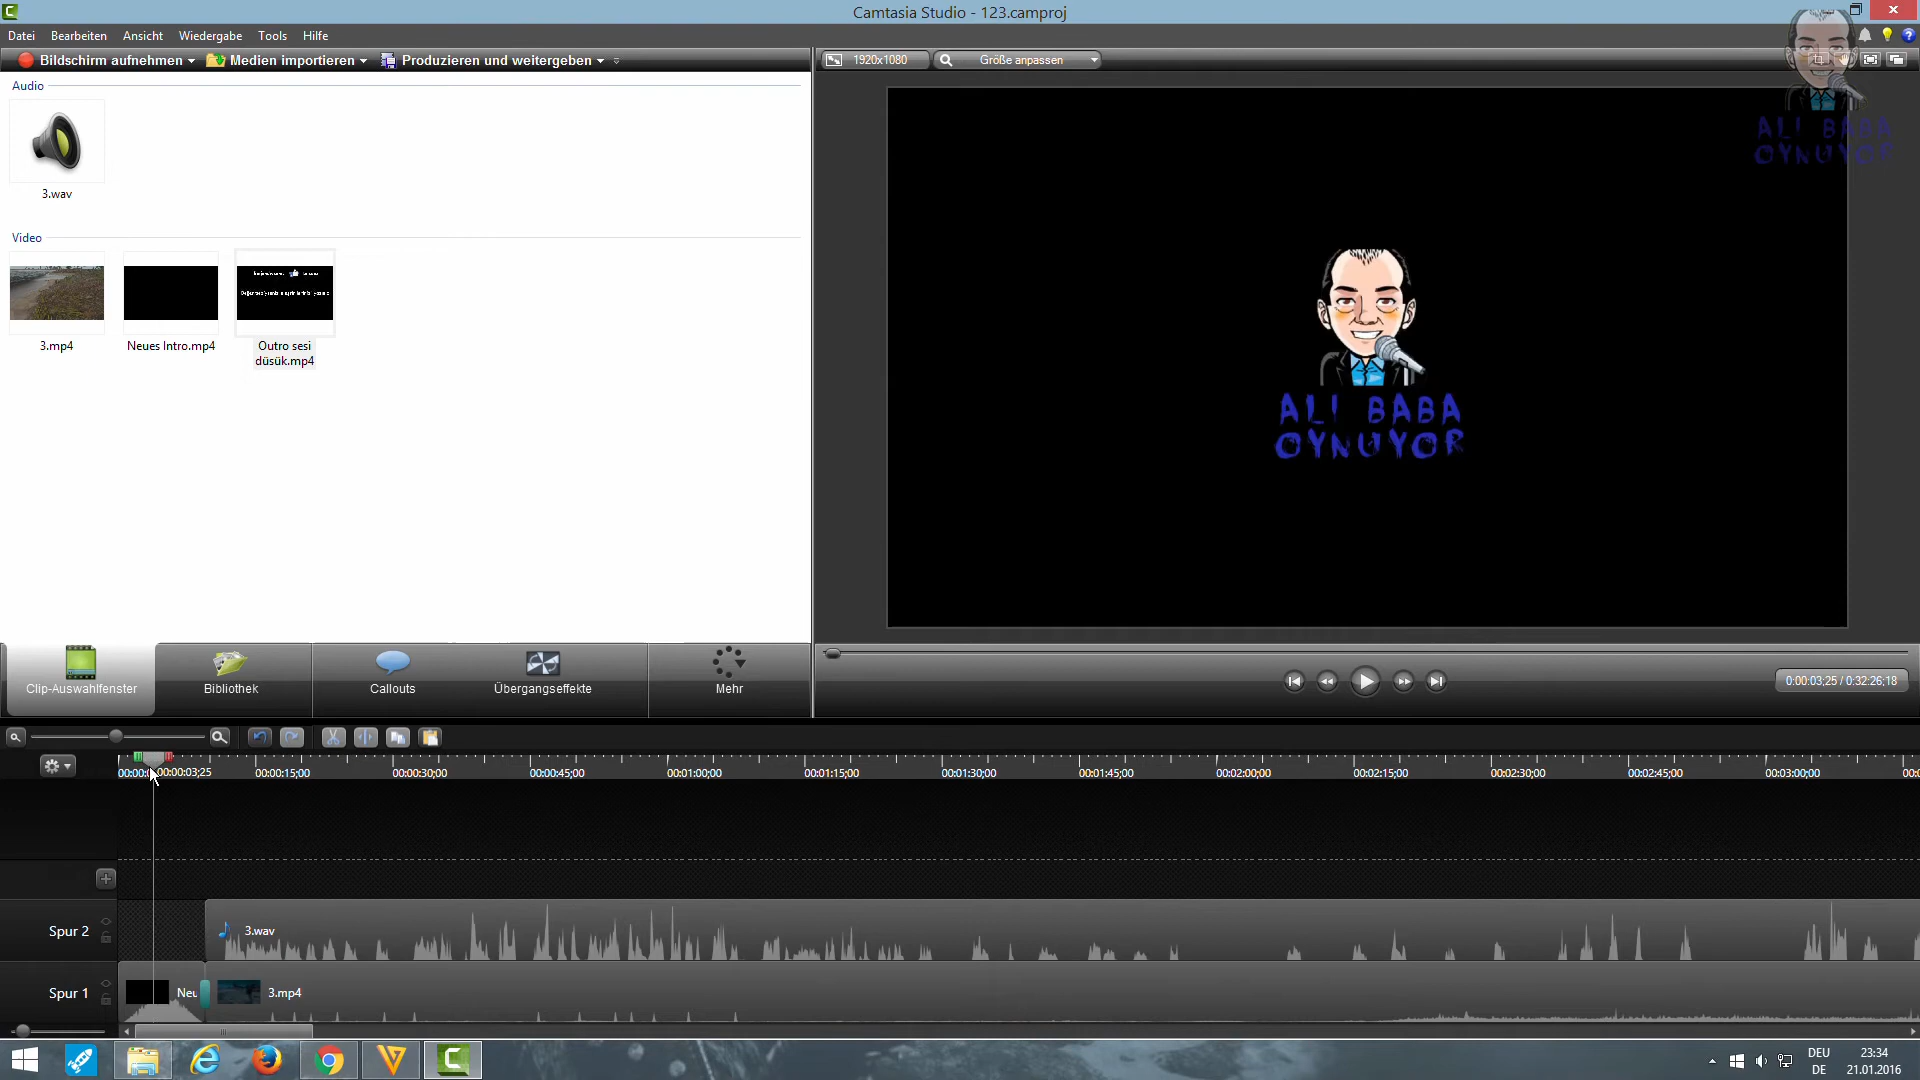 Camtasia Studio - 123.camproj
Datei Bearbeiten Ansicht Wiedergabe Tools Hilfe
Bildschirm aufnehmen Medien importieren Produzieren und weitergeben
1920x1080 Größe anpassen
Audio
3.wav
Video
3.mp4
Neues Intro.mp4
Outro sesi
düsük.mp4
ALI BABA
OYNUYOR
ALI BABA
OYNUYOR
Clip-Auswahlfenster Bibliothek Callouts Übergangseffekte Mehr
0:00:03;25 / 0:32:26;18
00:00:03;25 00:00:15;00 00:00:30;00 00:00:45;00 00:01:00;00 00:01:15;00 00:01:30;00 00:01:45;00 00:02:00;00 00:02:15;00 00:02:30;00 00:02:45;00 00:03:00;00
Spur 2
3.wav
Spur 1
Neu
3.mp4
DEU
DE
23:34
21.01.2016